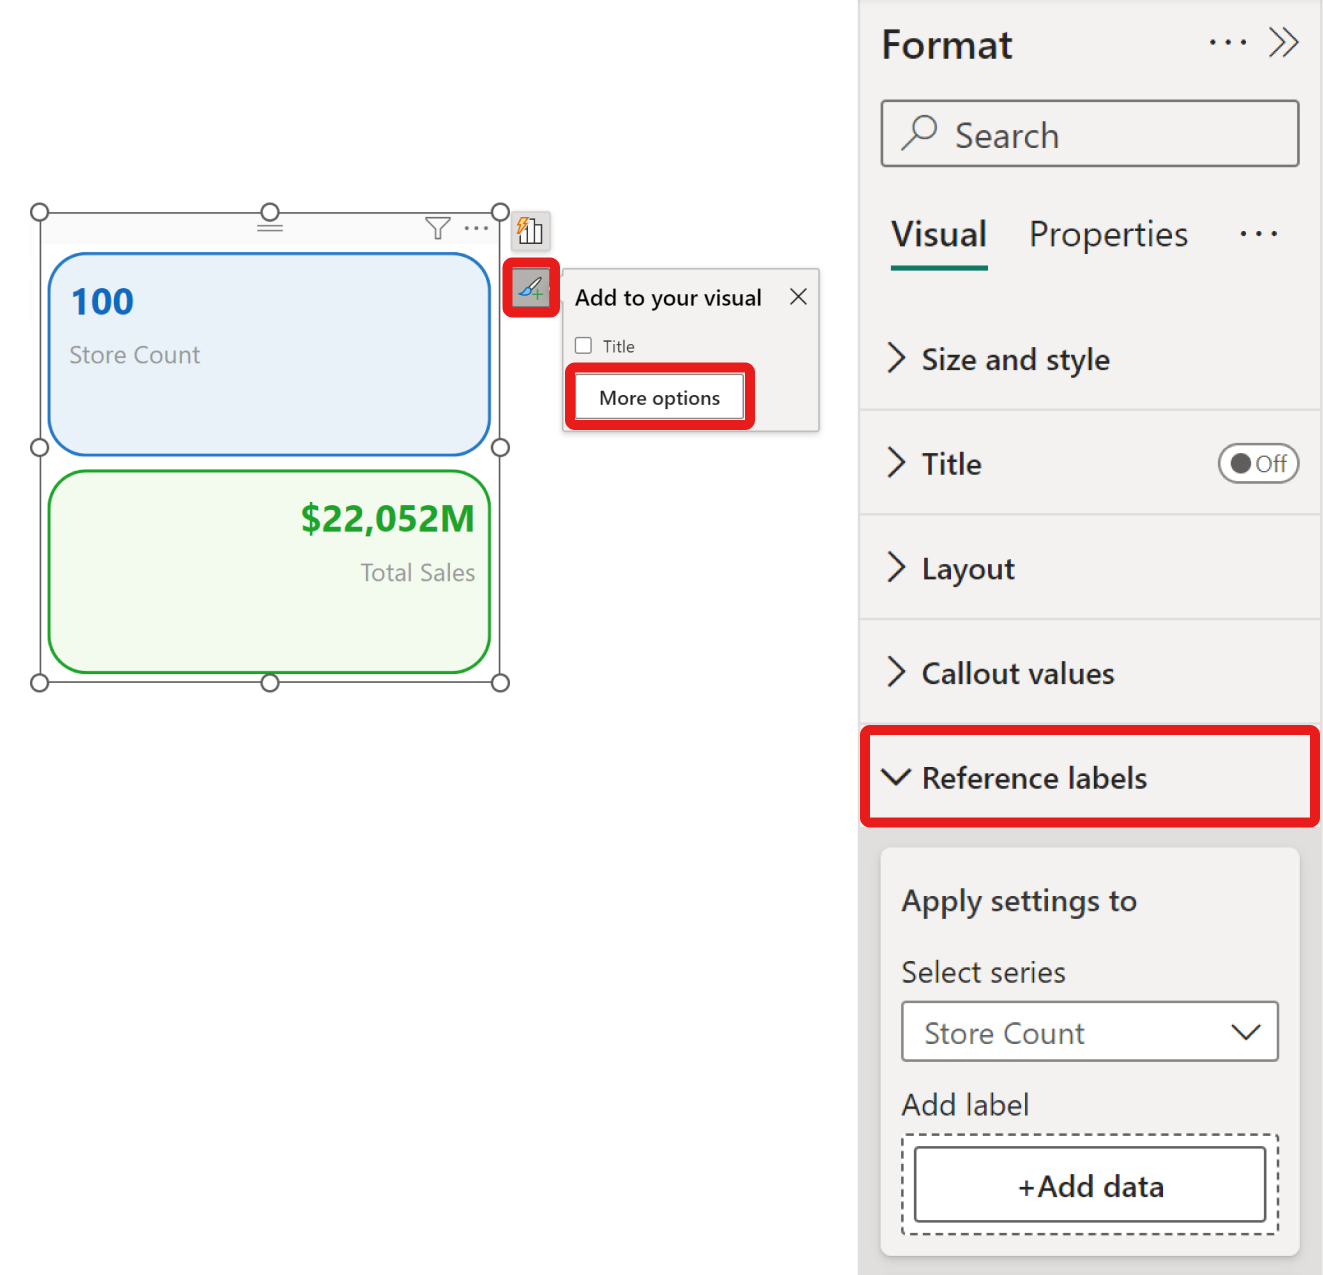 100
Store Count
$22,052M
Total Sales
Add to your visual
Title
More options
Format
Search
Visual Properties
Size and style
Title Off
Layout
Callout values
Reference labels
Apply settings to
Select series
Store Count
Add label
+Add data